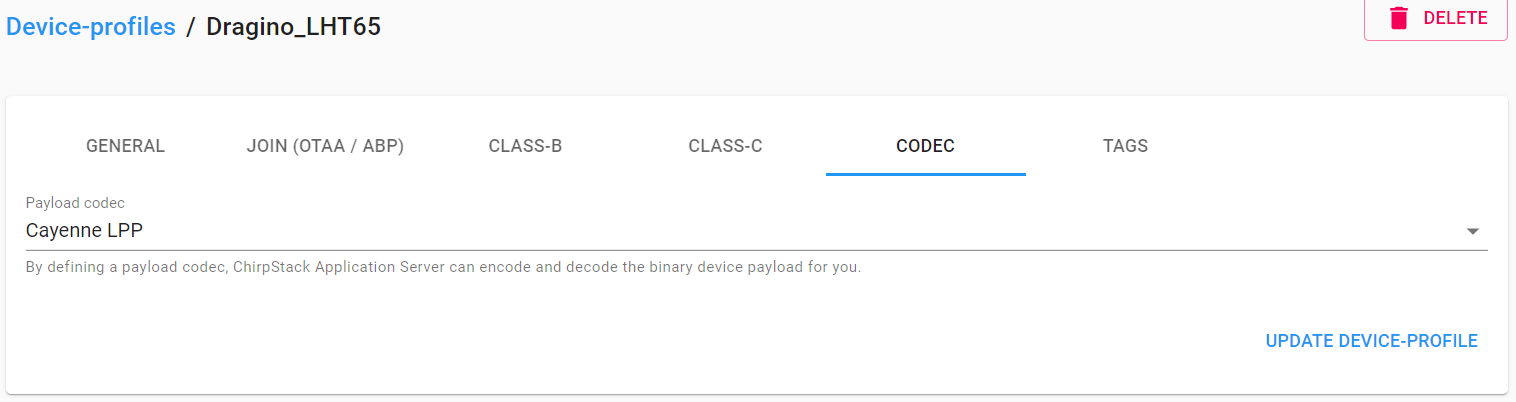 Device-profiles / Dragino_LHT65
DELETE
GENERAL JOIN (OTAA / ABP) CLASS-B CLASS-C CODEC TAGS
Payload codec
Cayenne LPP
By defining a payload codec, ChirpStack Application Server can encode and decode the binary device payload for you.
UPDATE DEVICE-PROFILE